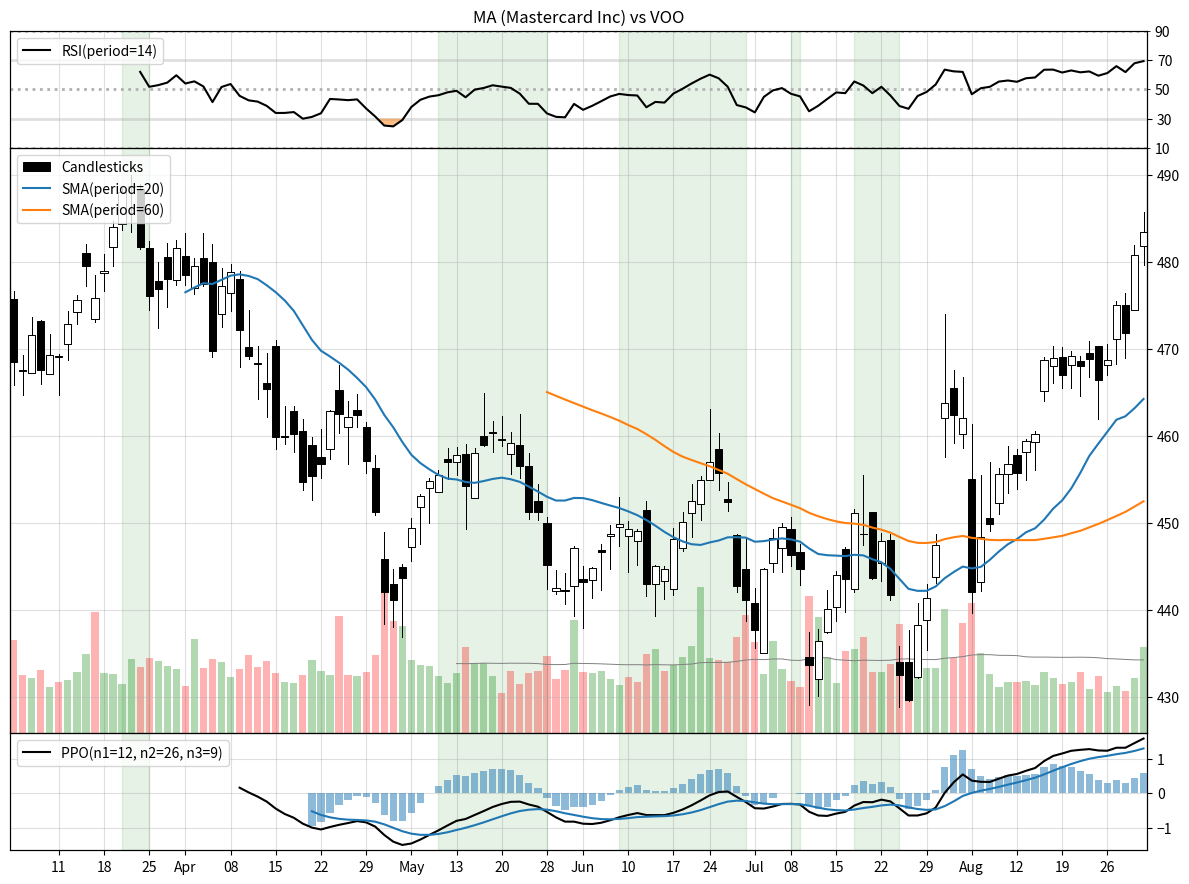 MA (Mastercard Inc) vs VOO
RSI(period=14)
90
70
50
30
10
Candlesticks
SMA(period=20)
SMA(period=60)
490
480
470
460
450
440
430
PPO(n1=12, n2=26, n3=9)
1
0
−1
11 18 25 Apr 08 15 22 29 May 13 20 28 Jun 10 17 24 Jul 08 15 22 29 Aug 12 19 26